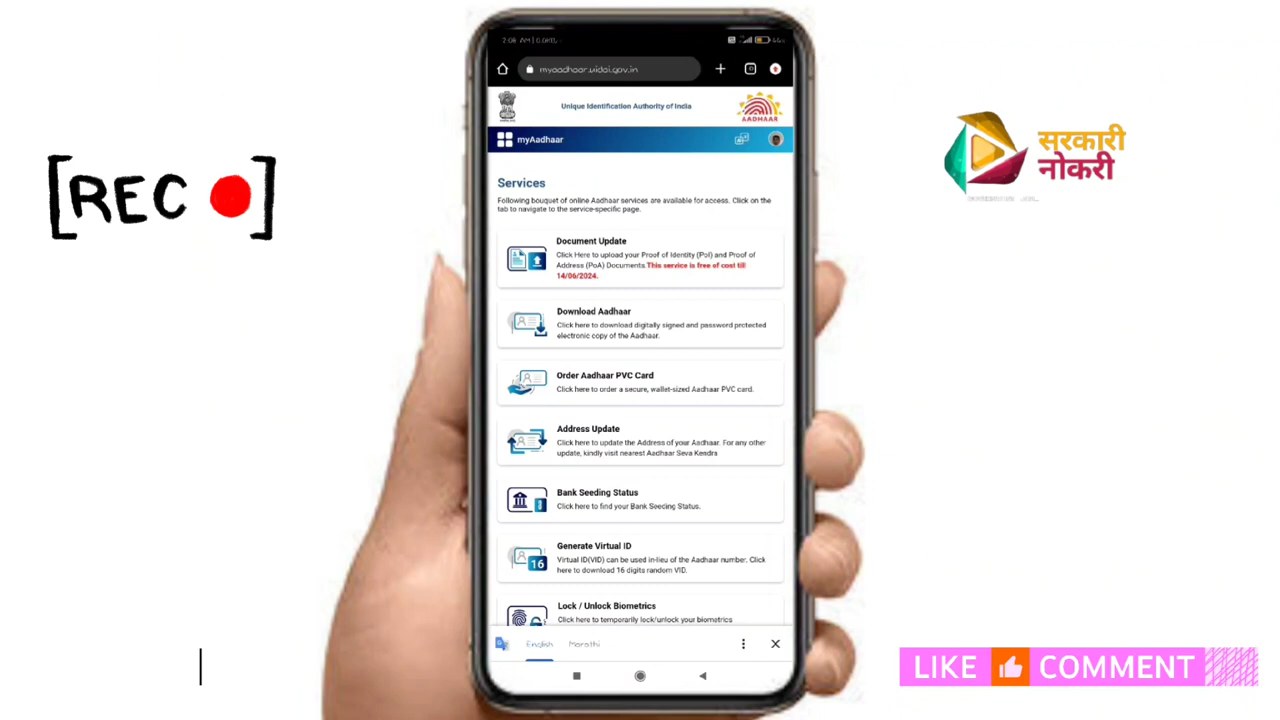 [REC ]
2:06 AM |
myaadhaar.uidai.gov.in
Unique Identification Authority of India
AADHAAR
myAadhaar
Services
Following bouquet of online Aadhaar services are available for access. Click on the
tab to navigate to the service-specific page.
Document Update
Click Here to upload your Proof of Identity (PoI) and Proof of
Address (PoA) Documents.This service is free of cost till
14/06/2024.
Download Aadhaar
Click here to download digitally signed and password protected
electronic copy of the Aadhaar.
Order Aadhaar PVC Card
Click here to order a secure, wallet-sized Aadhaar PVC card.
Address Update
Click here to update the Address of your Aadhaar. For any other
update, kindly visit nearest Aadhaar Seva Kendra
Bank Seeding Status
Click here to find your Bank Seeding Status.
Generate Virtual ID
16
Virtual ID(VID) can be used in-lieu of the Aadhaar number. Click
here to download 16 digits random VID.
Lock / Unlock Biometrics
Click here to temporarily lock/unlock your biometrics
English Marathi
सरकारी
नोकरी
LIKE COMMENT